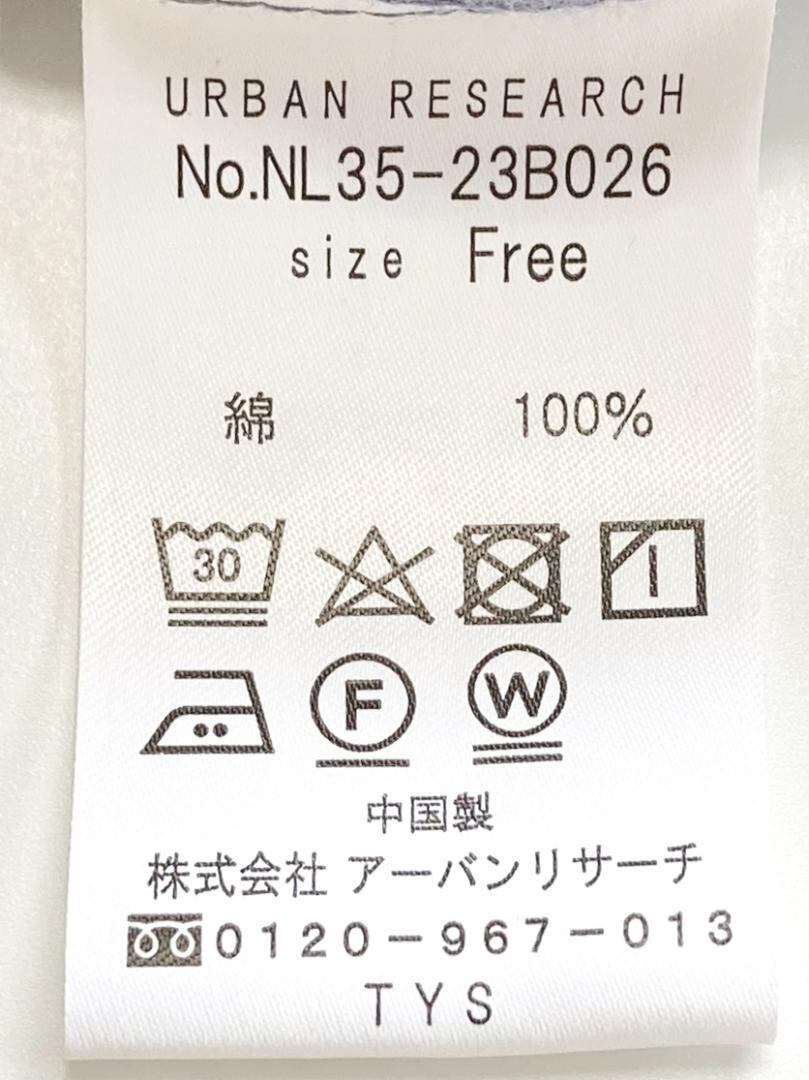 URBAN RESEARCH
No.NL35-23B026
size Free
綿 100%
30
F W
中国製
株式会社 アーバンリサーチ
0120-967-013
TYS